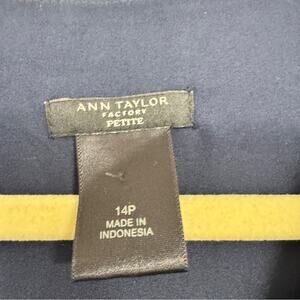 ANN TAYLOR
FACTORY
PETITE
14P
MADE IN
INDONESIA